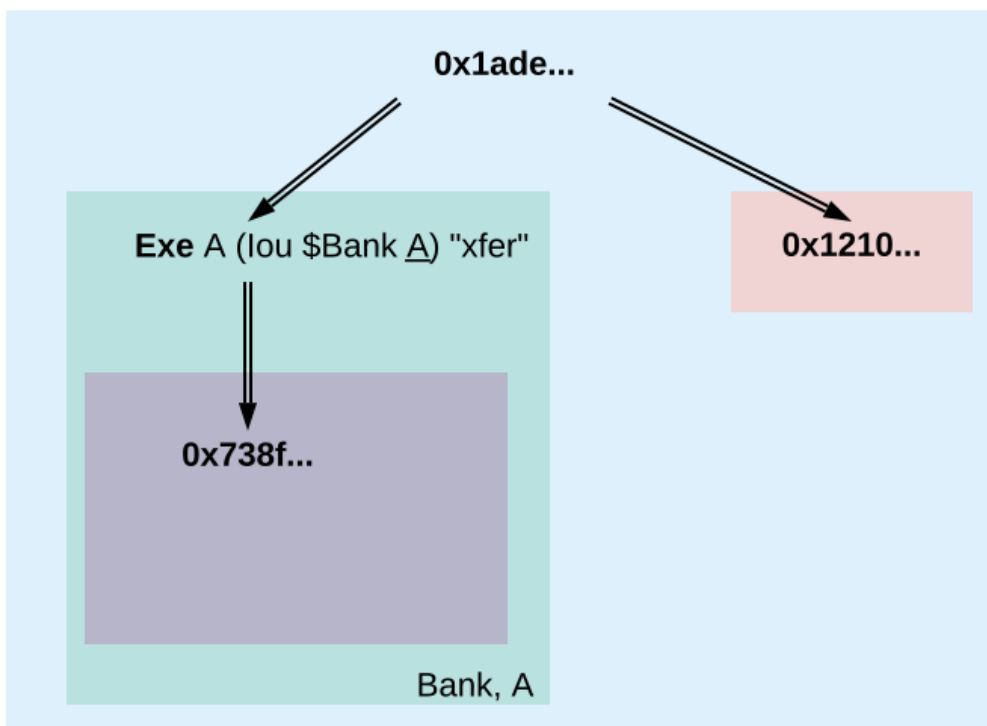 0x1ade...
Exe A (Iou $Bank A) "xfer"
0x1210...
0x738f...
Bank, A